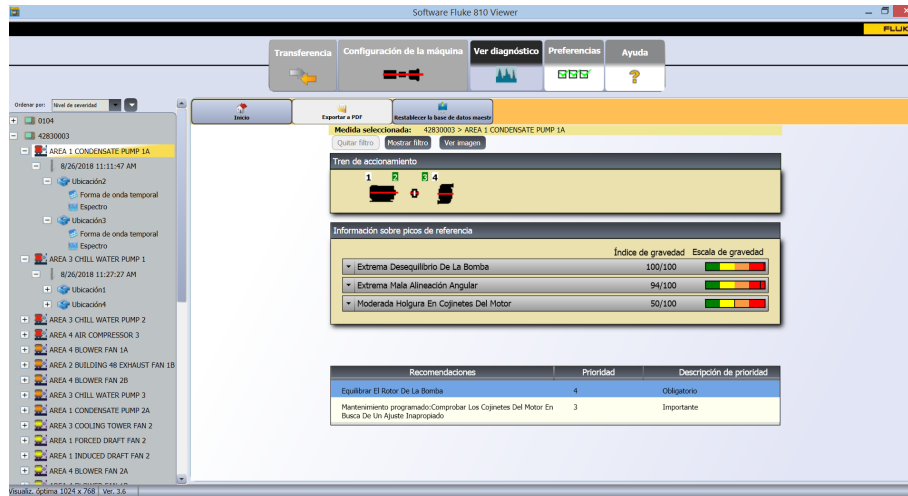 Software Fluke 810 Viewer
FLUK
Transferencia
Configuración de la máquina
Ver diagnóstico
Preferencias
Ayuda
Ordenar por: Nivel de severidad
0104
42830003
AREA 1 CONDENSATE PUMP 1A
8/26/2018 11:11:47 AM
Ubicación2
Forma de onda temporal
Espectro
Ubicación3
Forma de onda temporal
Espectro
AREA 3 CHILL WATER PUMP 1
8/26/2018 11:27:27 AM
Ubicación1
Ubicación4
AREA 3 CHILL WATER PUMP 2
AREA 4 AIR COMPRESSOR 3
AREA 4 BLOWER FAN 1A
AREA 2 BUILDING 48 EXHAUST FAN 1B
AREA 4 BLOWER FAN 2B
AREA 3 CHILL WATER PUMP 3
AREA 1 CONDENSATE PUMP 2A
AREA 3 COOLING TOWER FAN 2
AREA 1 FORCED DRAFT FAN 2
AREA 1 INDUCED DRAFT FAN 2
AREA 4 BLOWER FAN 2A
Visualiz. óptima 1024 x 768 Ver. 3.6
Inicio
Exportar a PDF
Restablecer la base de datos maestr
Medida seleccionada: 42830003 > AREA 1 CONDENSATE PUMP 1A
Quitar filtro Mostrar filtro Ver imagen
Tren de accionamiento
1 2 3 4
Información sobre picos de referencia
Índice de gravedad Escala de gravedad
Extrema Desequilibrio De La Bomba 100/100
Extrema Mala Alineación Angular 94/100
Moderada Holgura En Cojinetes Del Motor 50/100
Recomendaciones Prioridad Descripción de prioridad
Equilibrar El Rotor De La Bomba 4 Obligatorio
Mantenimiento programado:Comprobar Los Cojinetes Del Motor En 3 Importante
Busca De Un Ajuste Inapropiado